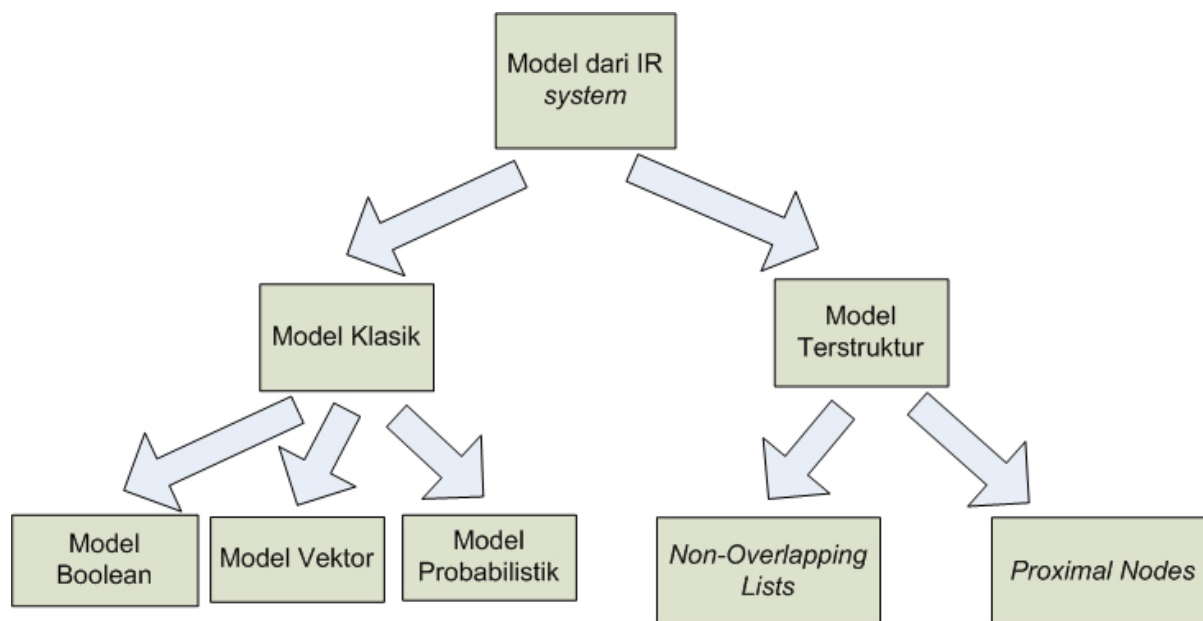 Model dari IR
system
Model Klasik
Model
Terstruktur
Model
Boolean
Model Vektor
Model
Probabilistik
Non-Overlapping
Lists
Proximal Nodes